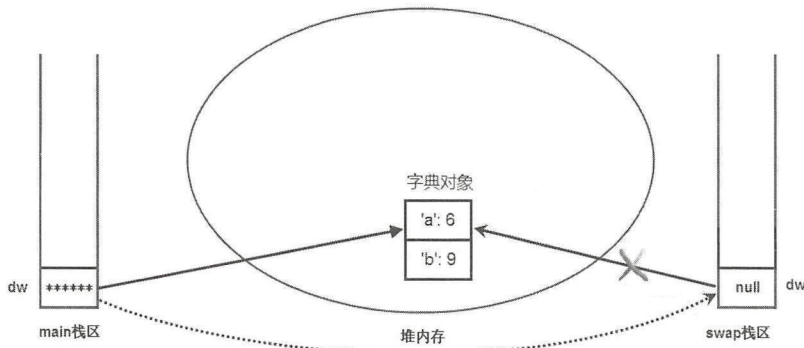 字典对象
'a': 6
'b': 9
dw
******
null
dw
main栈区
堆内存
swap栈区